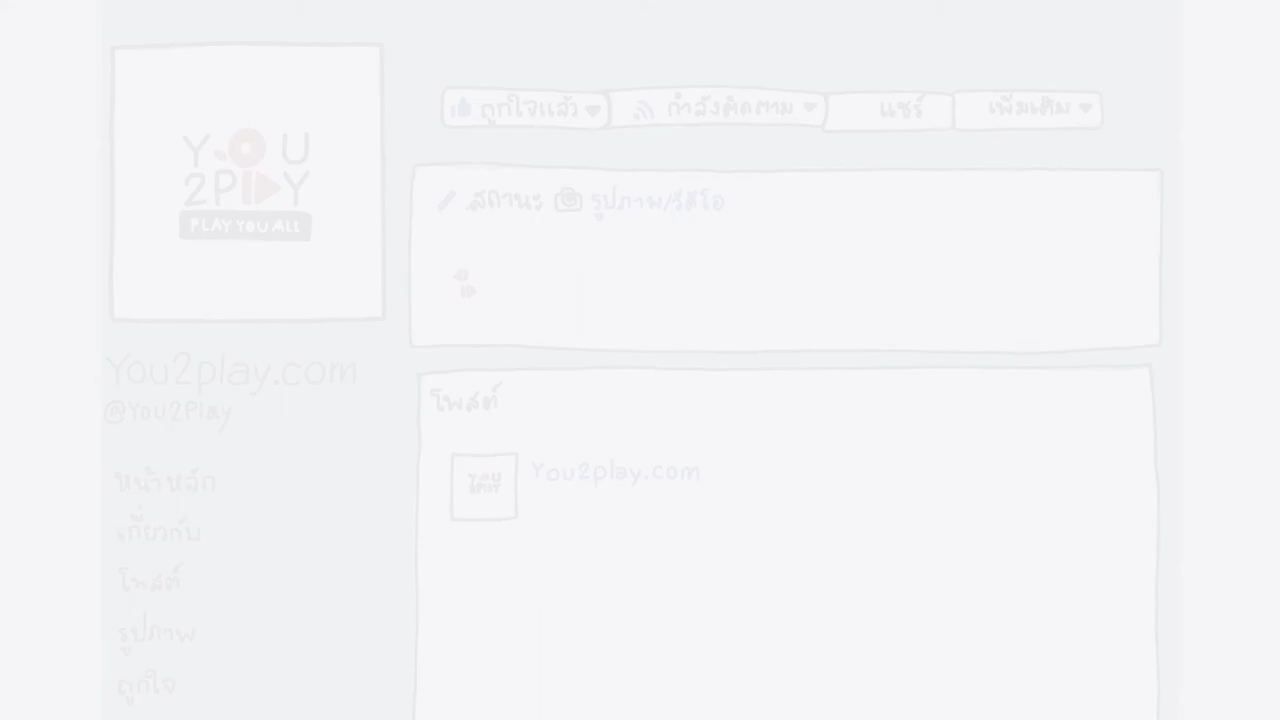 YOU
2PLAY
PLAY YOU ALL
You2play.com
@You2Play
หน้าหลัก
เกี่ยวกับ
โพสต์
รูปภาพ
ถูกใจ
ถูกใจแล้ว กำลังติดตาม แชร์ เพิ่มเติม
สถานะ รูปภาพ/วีดีโอ
โพสต์
You2play.com